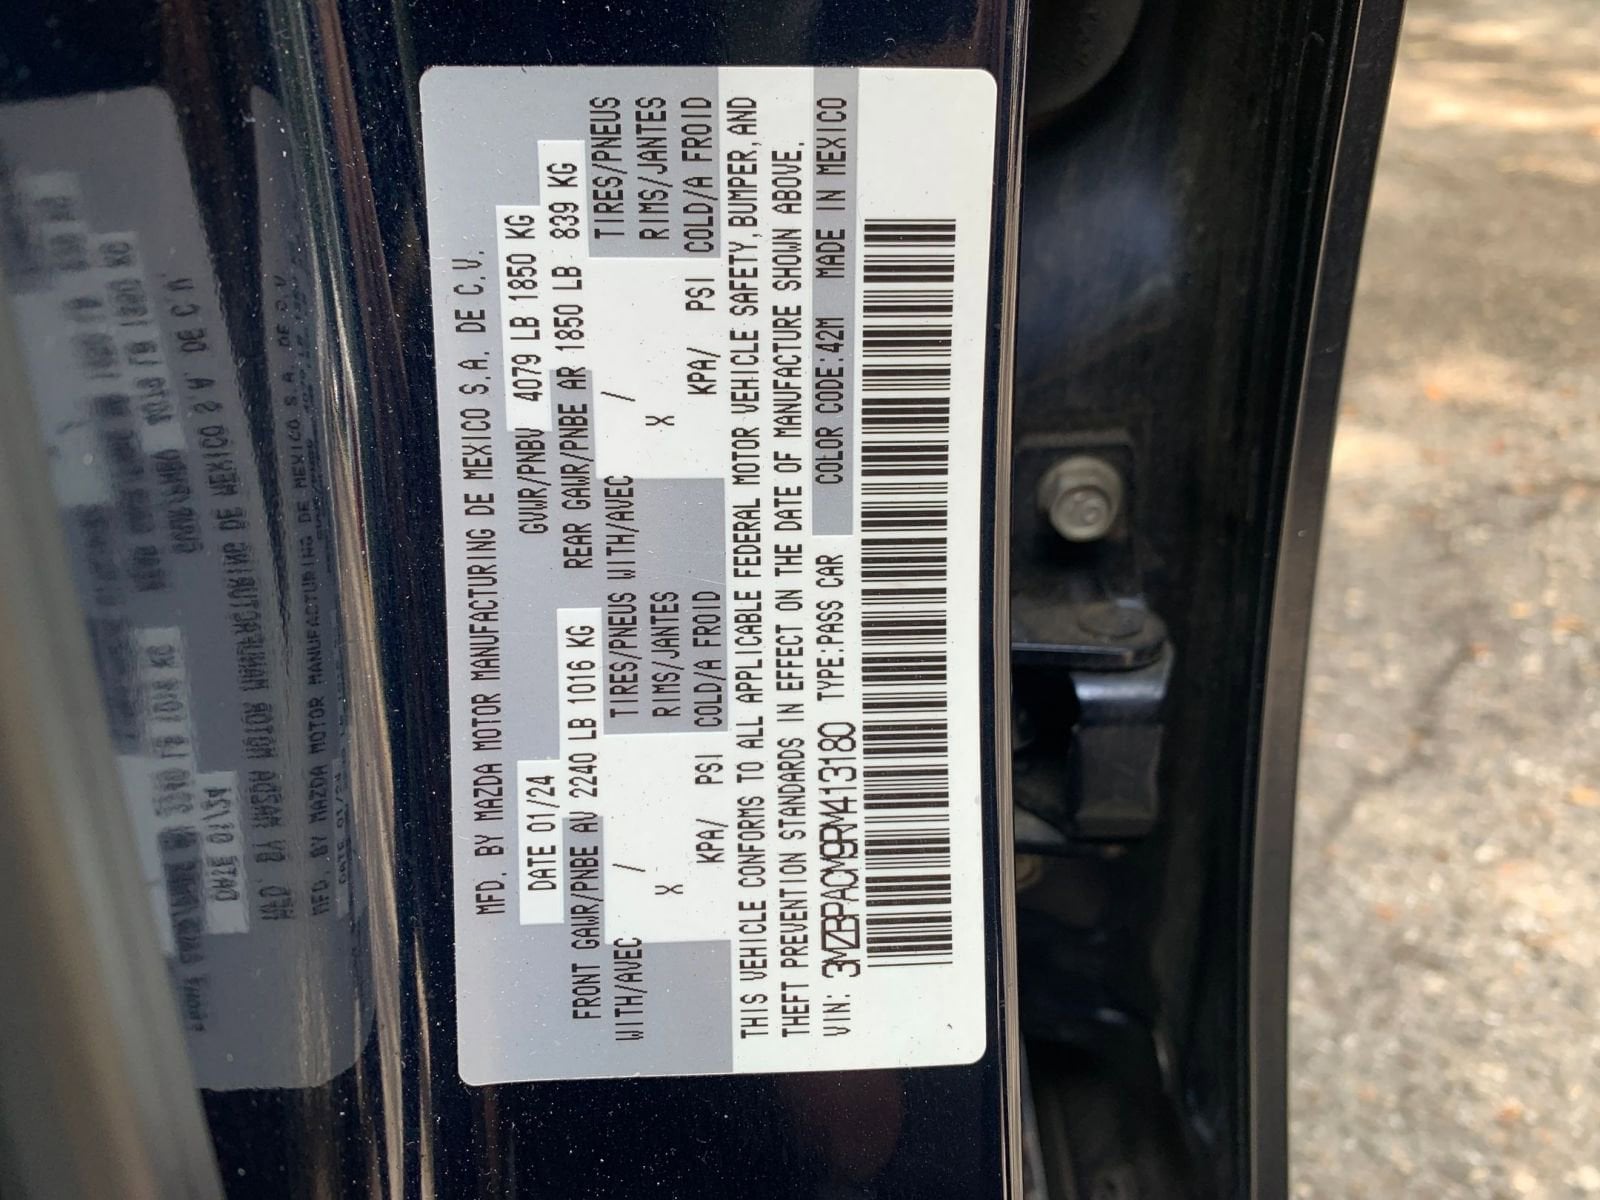 MFD. BY MAZDA MOTOR MANUFACTURING DE MEXICO S.A. DE C.V.
DATE 01/24 GVWR/PNBV 4079 LB 1850 KG
FRONT GAWR/PNBE AV 2240 LB 1016 KG REAR GAWR/PNBE AR 1850 LB 839 KG
WITH/AVEC / TIRES/PNEUS WITH/AVEC / TIRES/PNEUS
X RIMS/JANTES X RIMS/JANTES
KPA/ PSI COLD/A FROID KPA/ PSI COLD/A FROID
THIS VEHICLE CONFORMS TO ALL APPLICABLE FEDERAL MOTOR VEHICLE SAFETY, BUMPER, AND
THEFT PREVENTION STANDARDS IN EFFECT ON THE DATE OF MANUFACTURE SHOWN ABOVE.
VIN: 3MZBPACM9RM413180 TYPE:PASS CAR COLOR CODE:42M MADE IN MEXICO